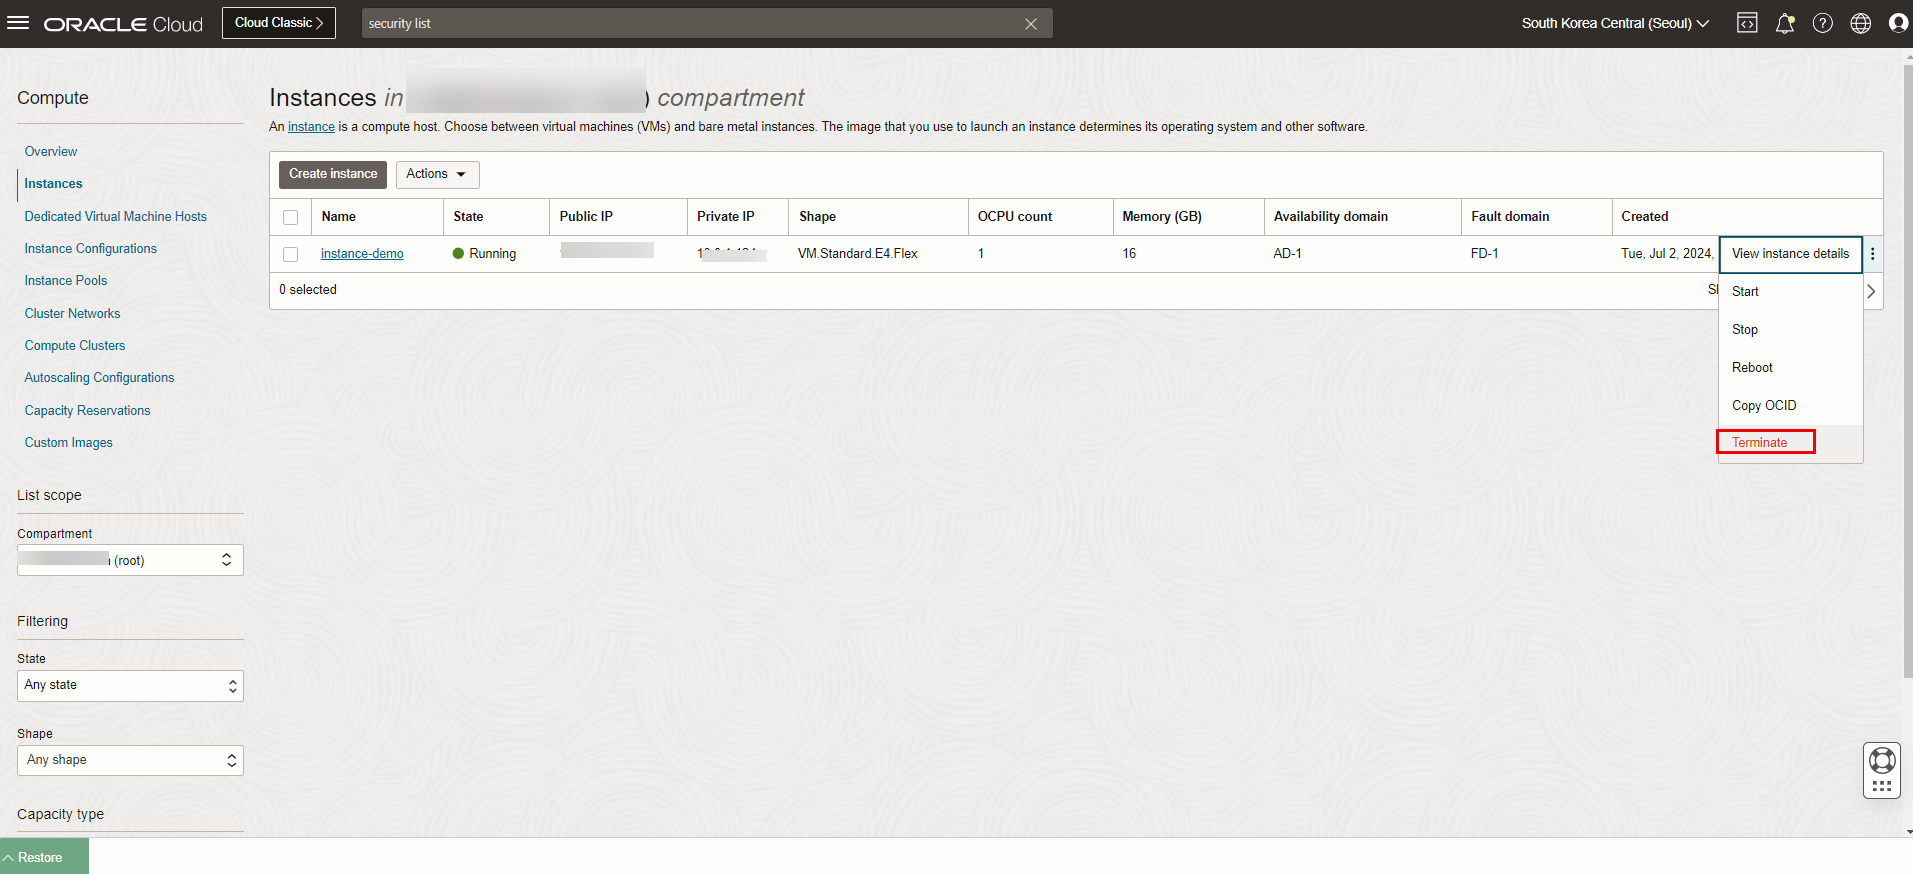 ORACLE Cloud
Cloud Classic
security list
South Korea Central (Seoul)
Compute
Overview
Instances
Dedicated Virtual Machine Hosts
Instance Configurations
Instance Pools
Cluster Networks
Compute Clusters
Autoscaling Configurations
Capacity Reservations
Custom Images
List scope
Compartment
(root)
Filtering
State
Any state
Shape
Any shape
Capacity type
Restore
Instances in ) compartment
An instance is a compute host. Choose between virtual machines (VMs) and bare metal instances. The image that you use to launch an instance determines its operating system and other software.
Create instance Actions
Name State Public IP Private IP Shape OCPU count Memory (GB) Availability domain Fault domain Created
instance-demo Running VM.Standard.E4.Flex 1 16 AD-1 FD-1 Tue, Jul 2, 2024,
0 selected
View instance details
Start
Stop
Reboot
Copy OCID
Terminate